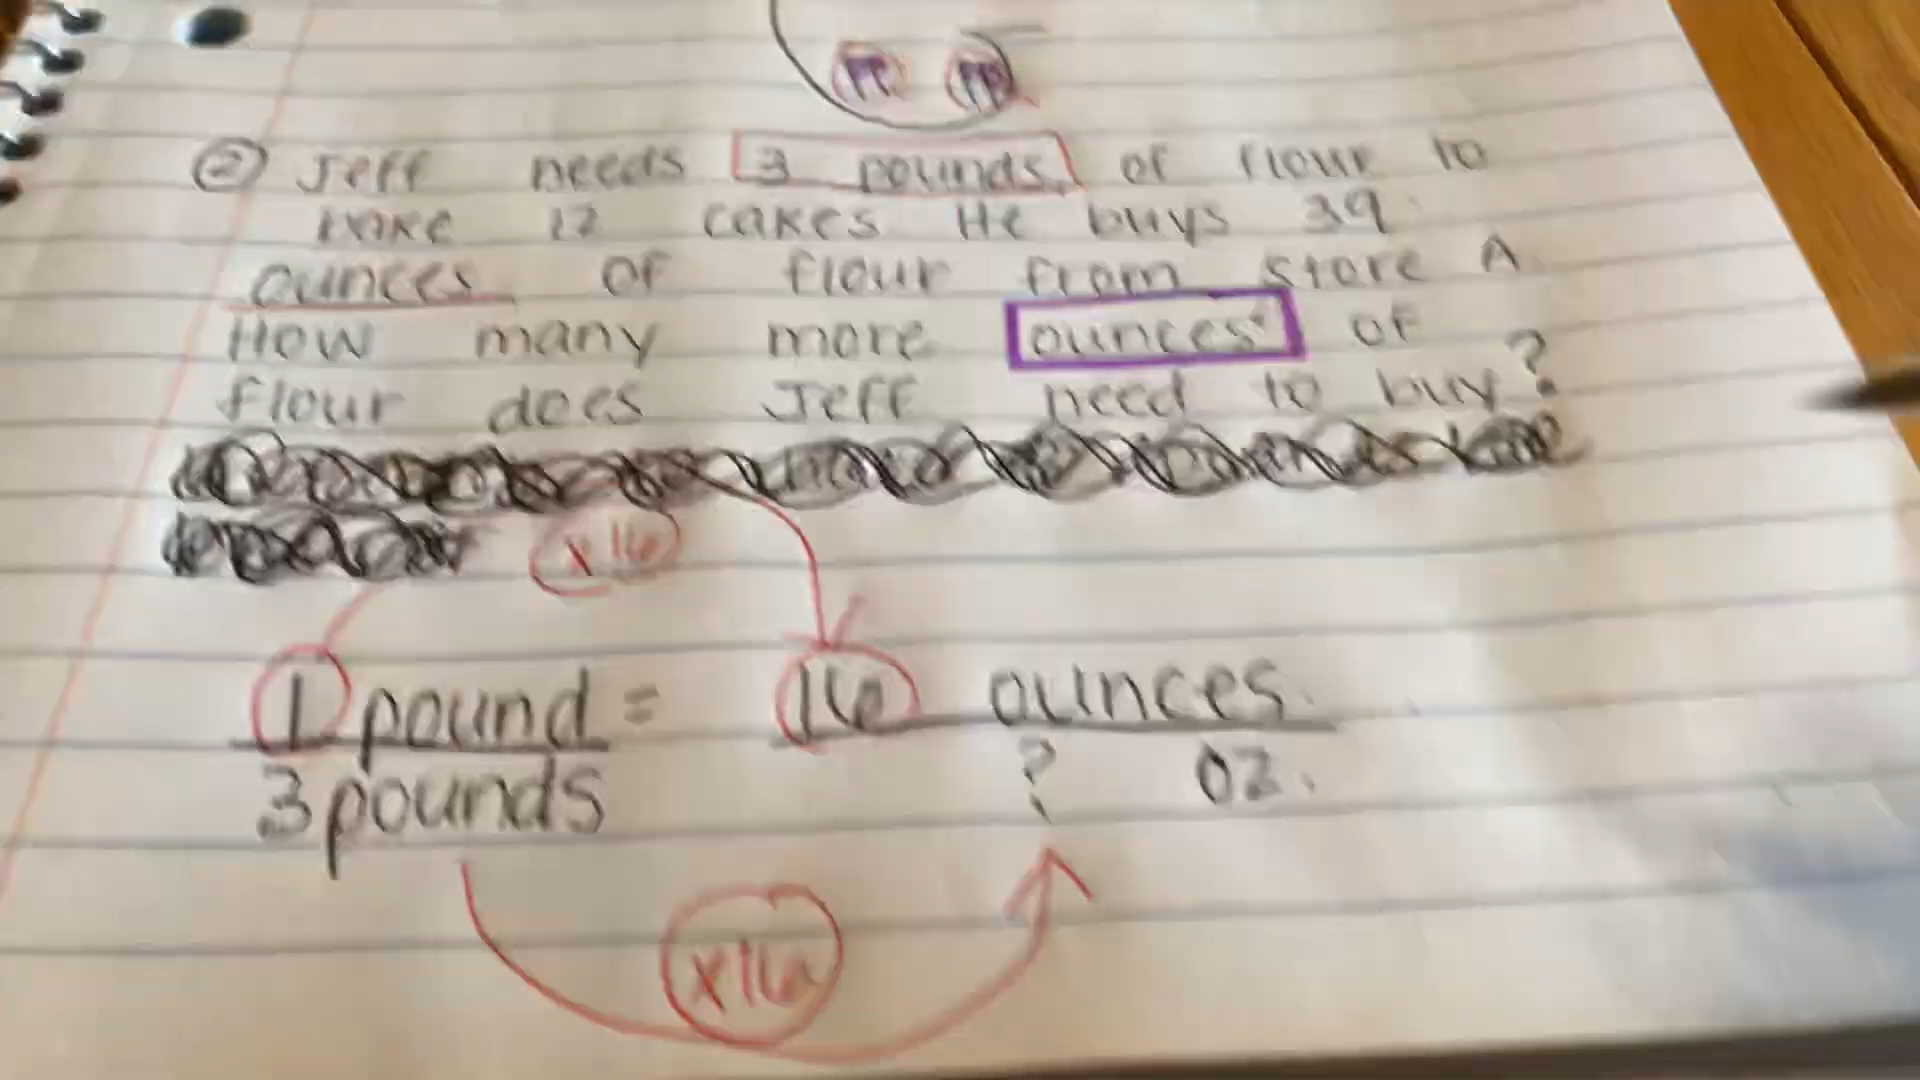 ② Jeff needs 3 pounds of flour to
bake 12 cakes. He buys 39
ounces of flour from store A
How many more ounces of
flour does Jeff need to buy?
x16
1 pound = 16 ounces.
3 pounds ? oz.
x16